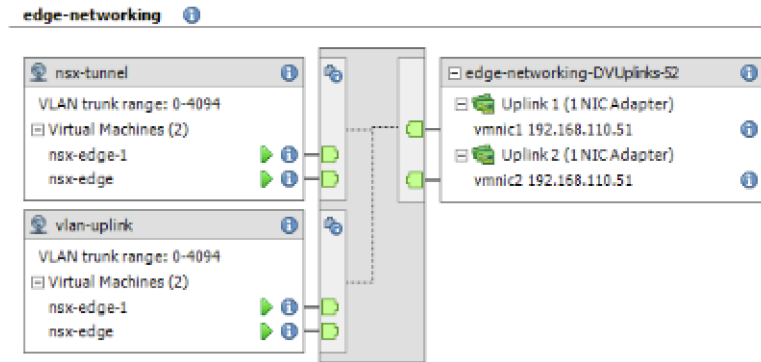 edge-networking
nsx-tunnel
VLAN trunk range: 0-4094
Virtual Machines (2)
nsx-edge-1
nsx-edge
vlan-uplink
VLAN trunk range: 0-4094
Virtual Machines (2)
nsx-edge-1
nsx-edge
edge-networking-DVUplinks-52
Uplink 1 (1 NIC Adapter)
vmnic1 192.168.110.51
Uplink 2 (1 NIC Adapter)
vmnic2 192.168.110.51